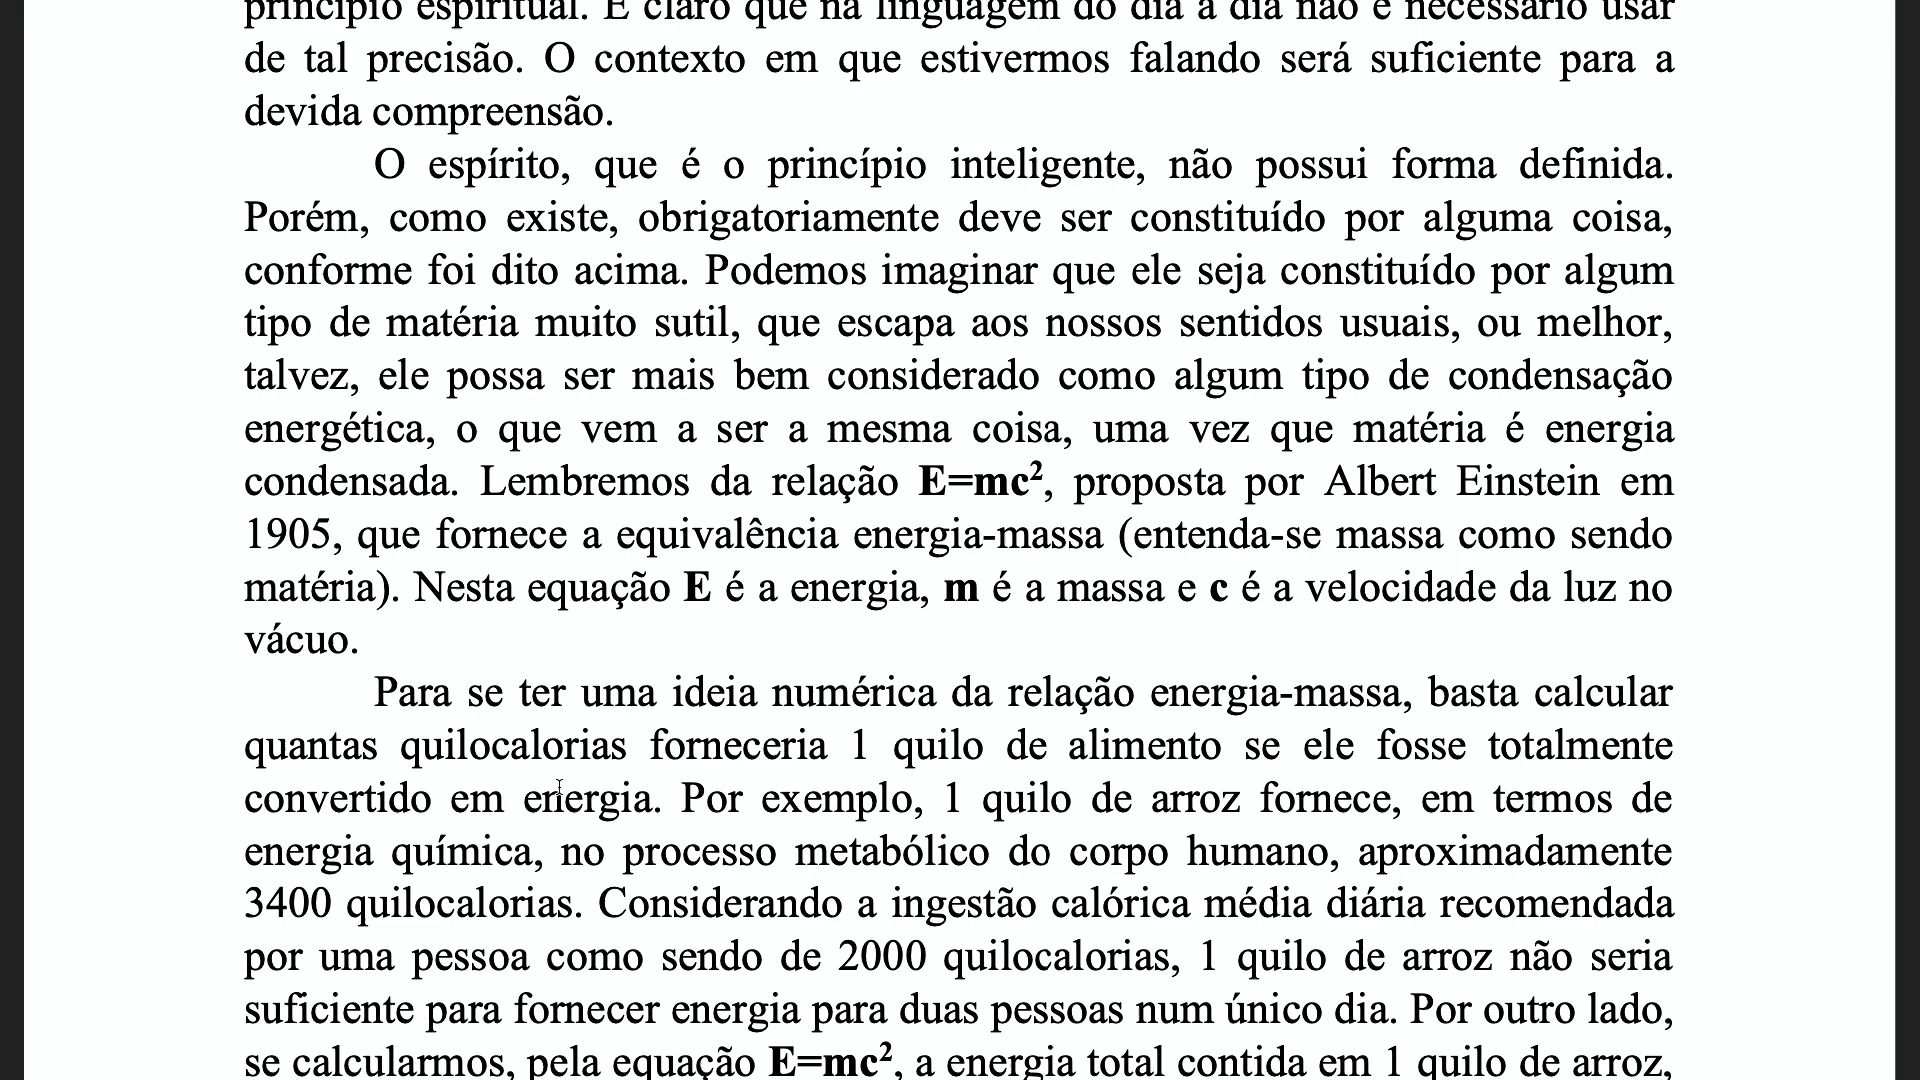 princípio espiritual. É claro que na linguagem do dia a dia não é necessário usar
de tal precisão. O contexto em que estivermos falando será suficiente para a
devida compreensão.
O espírito, que é o princípio inteligente, não possui forma definida.
Porém, como existe, obrigatoriamente deve ser constituído por alguma coisa,
conforme foi dito acima. Podemos imaginar que ele seja constituído por algum
tipo de matéria muito sutil, que escapa aos nossos sentidos usuais, ou melhor,
talvez, ele possa ser mais bem considerado como algum tipo de condensação
energética, o que vem a ser a mesma coisa, uma vez que matéria é energia
condensada. Lembremos da relação E=mc², proposta por Albert Einstein em
1905, que fornece a equivalência energia-massa (entenda-se massa como sendo
matéria). Nesta equação E é a energia, m é a massa e c é a velocidade da luz no
vácuo.
Para se ter uma ideia numérica da relação energia-massa, basta calcular
quantas quilocalorias forneceria 1 quilo de alimento se ele fosse totalmente
convertido em energia. Por exemplo, 1 quilo de arroz fornece, em termos de
energia química, no processo metabólico do corpo humano, aproximadamente
3400 quilocalorias. Considerando a ingestão calórica média diária recomendada
por uma pessoa como sendo de 2000 quilocalorias, 1 quilo de arroz não seria
suficiente para fornecer energia para duas pessoas num único dia. Por outro lado,
se calcularmos, pela equação E=mc², a energia total contida em 1 quilo de arroz,